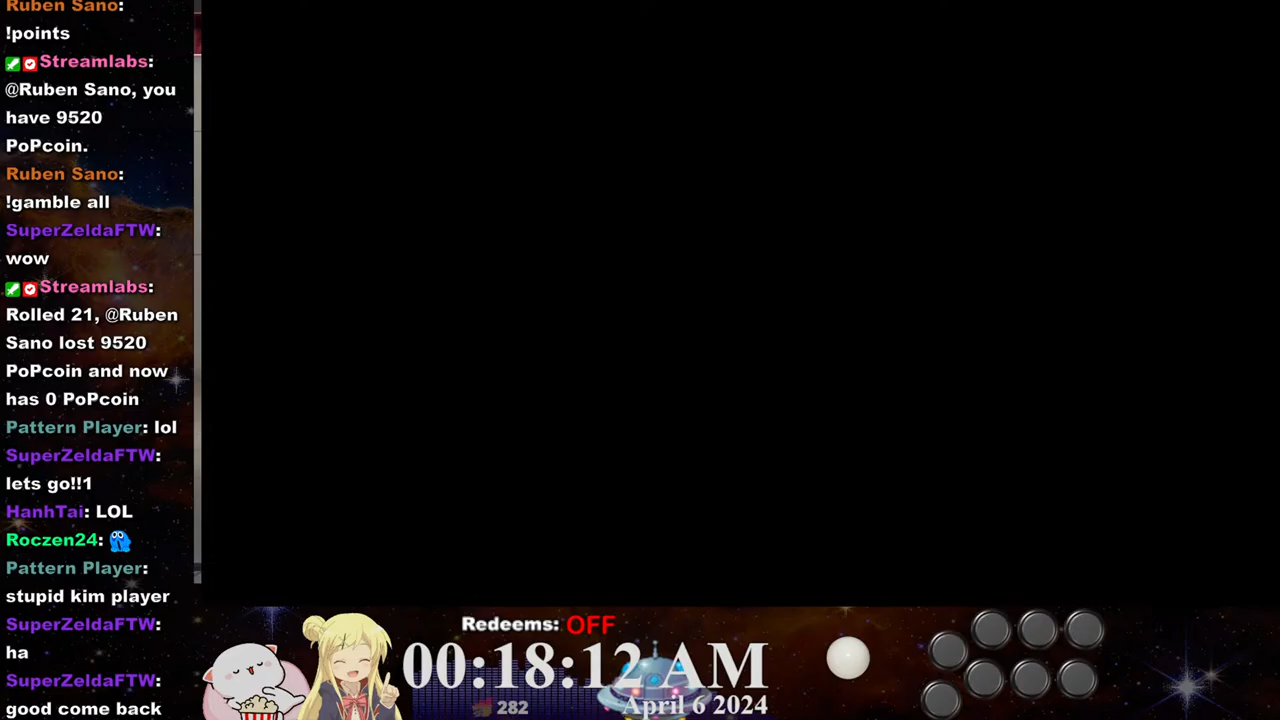 Ruben Sano:
!points
Streamlabs:
@Ruben Sano, you
have 9520
PoPcoin.
Ruben Sano:
!gamble all
SuperZeldaFTW:
wow
Streamlabs:
Rolled 21, @Ruben
Sano lost 9520
PoPcoin and now
has 0 PoPcoin
Pattern Player: lol
SuperZeldaFTW:
lets go!!1
HanhTai: LOL
Roczen24:
Pattern Player:
stupid kim player
SuperZeldaFTW:
ha
SuperZeldaFTW:
good come back
Redeems: OFF
00:18:12 AM
282
April 6 2024